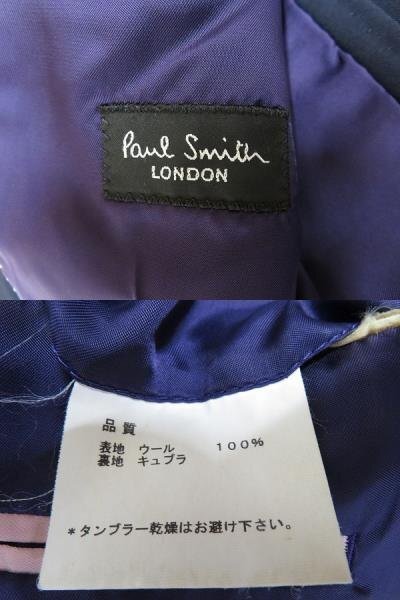 Paul Smith
LONDON
品質
表地 ウール 100%
裏地 キュプラ
*タンブラー乾燥はお避け下さい。